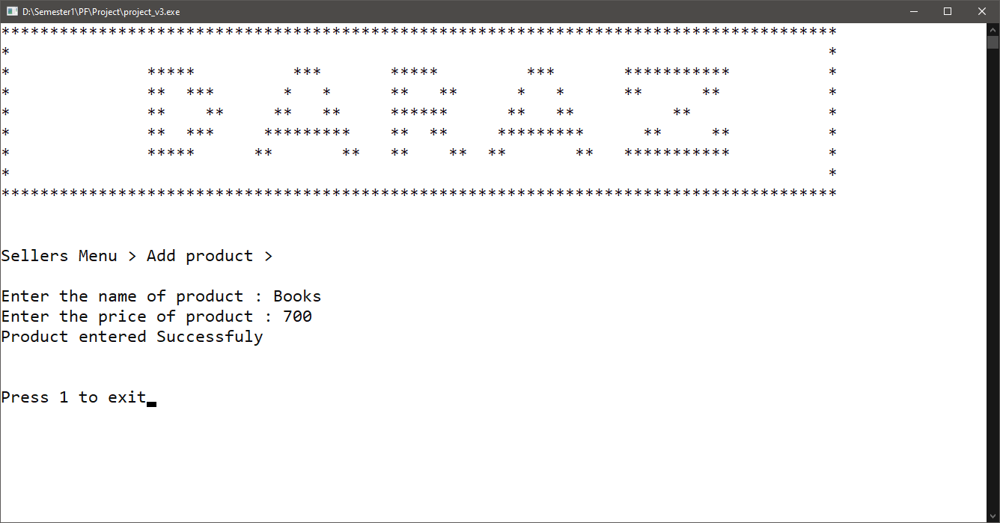 D:\Semester1\PF\Project\project_v3.exe
DARAZ
Sellers Menu > Add product >
Enter the name of product : Books
Enter the price of product : 700
Product entered Successfuly
Press 1 to exit